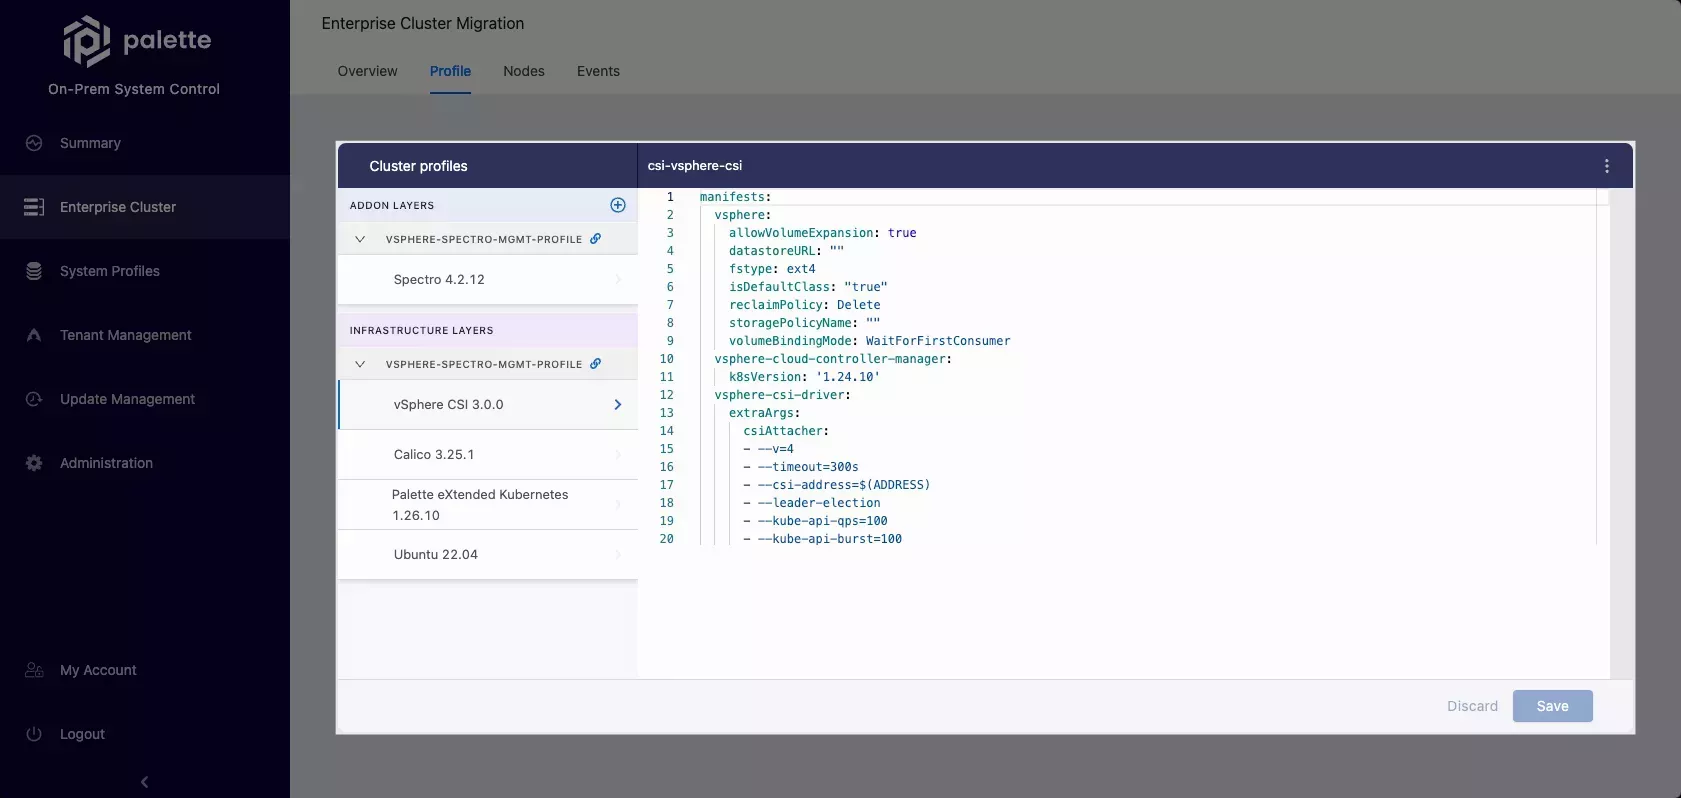 palette
On-Prem System Control
Summary
Enterprise Cluster
System Profiles
Tenant Management
Update Management
Administration
My Account
Logout
Enterprise Cluster Migration
Overview Profile Nodes Events
Cluster profiles
ADDON LAYERS
VSPHERE-SPECTRO-MGMT-PROFILE
Spectro 4.2.12
INFRASTRUCTURE LAYERS
VSPHERE-SPECTRO-MGMT-PROFILE
vSphere CSI 3.0.0
Calico 3.25.1
Palette eXtended Kubernetes
1.26.10
Ubuntu 22.04
csi-vsphere-csi
1 manifests:
2 vsphere:
3 allowVolumeExpansion: true
4 datastoreURL: ""
5 fstype: ext4
6 isDefaultClass: "true"
7 reclaimPolicy: Delete
8 storagePolicyName: ""
9 volumeBindingMode: WaitForFirstConsumer
10 vsphere-cloud-controller-manager:
11 k8sVersion: '1.24.10'
12 vsphere-csi-driver:
13 extraArgs:
14 csiAttacher:
15 - --v=4
16 - --timeout=300s
17 - --csi-address=$(ADDRESS)
18 - --leader-election
19 - --kube-api-qps=100
20 - --kube-api-burst=100
Discard Save